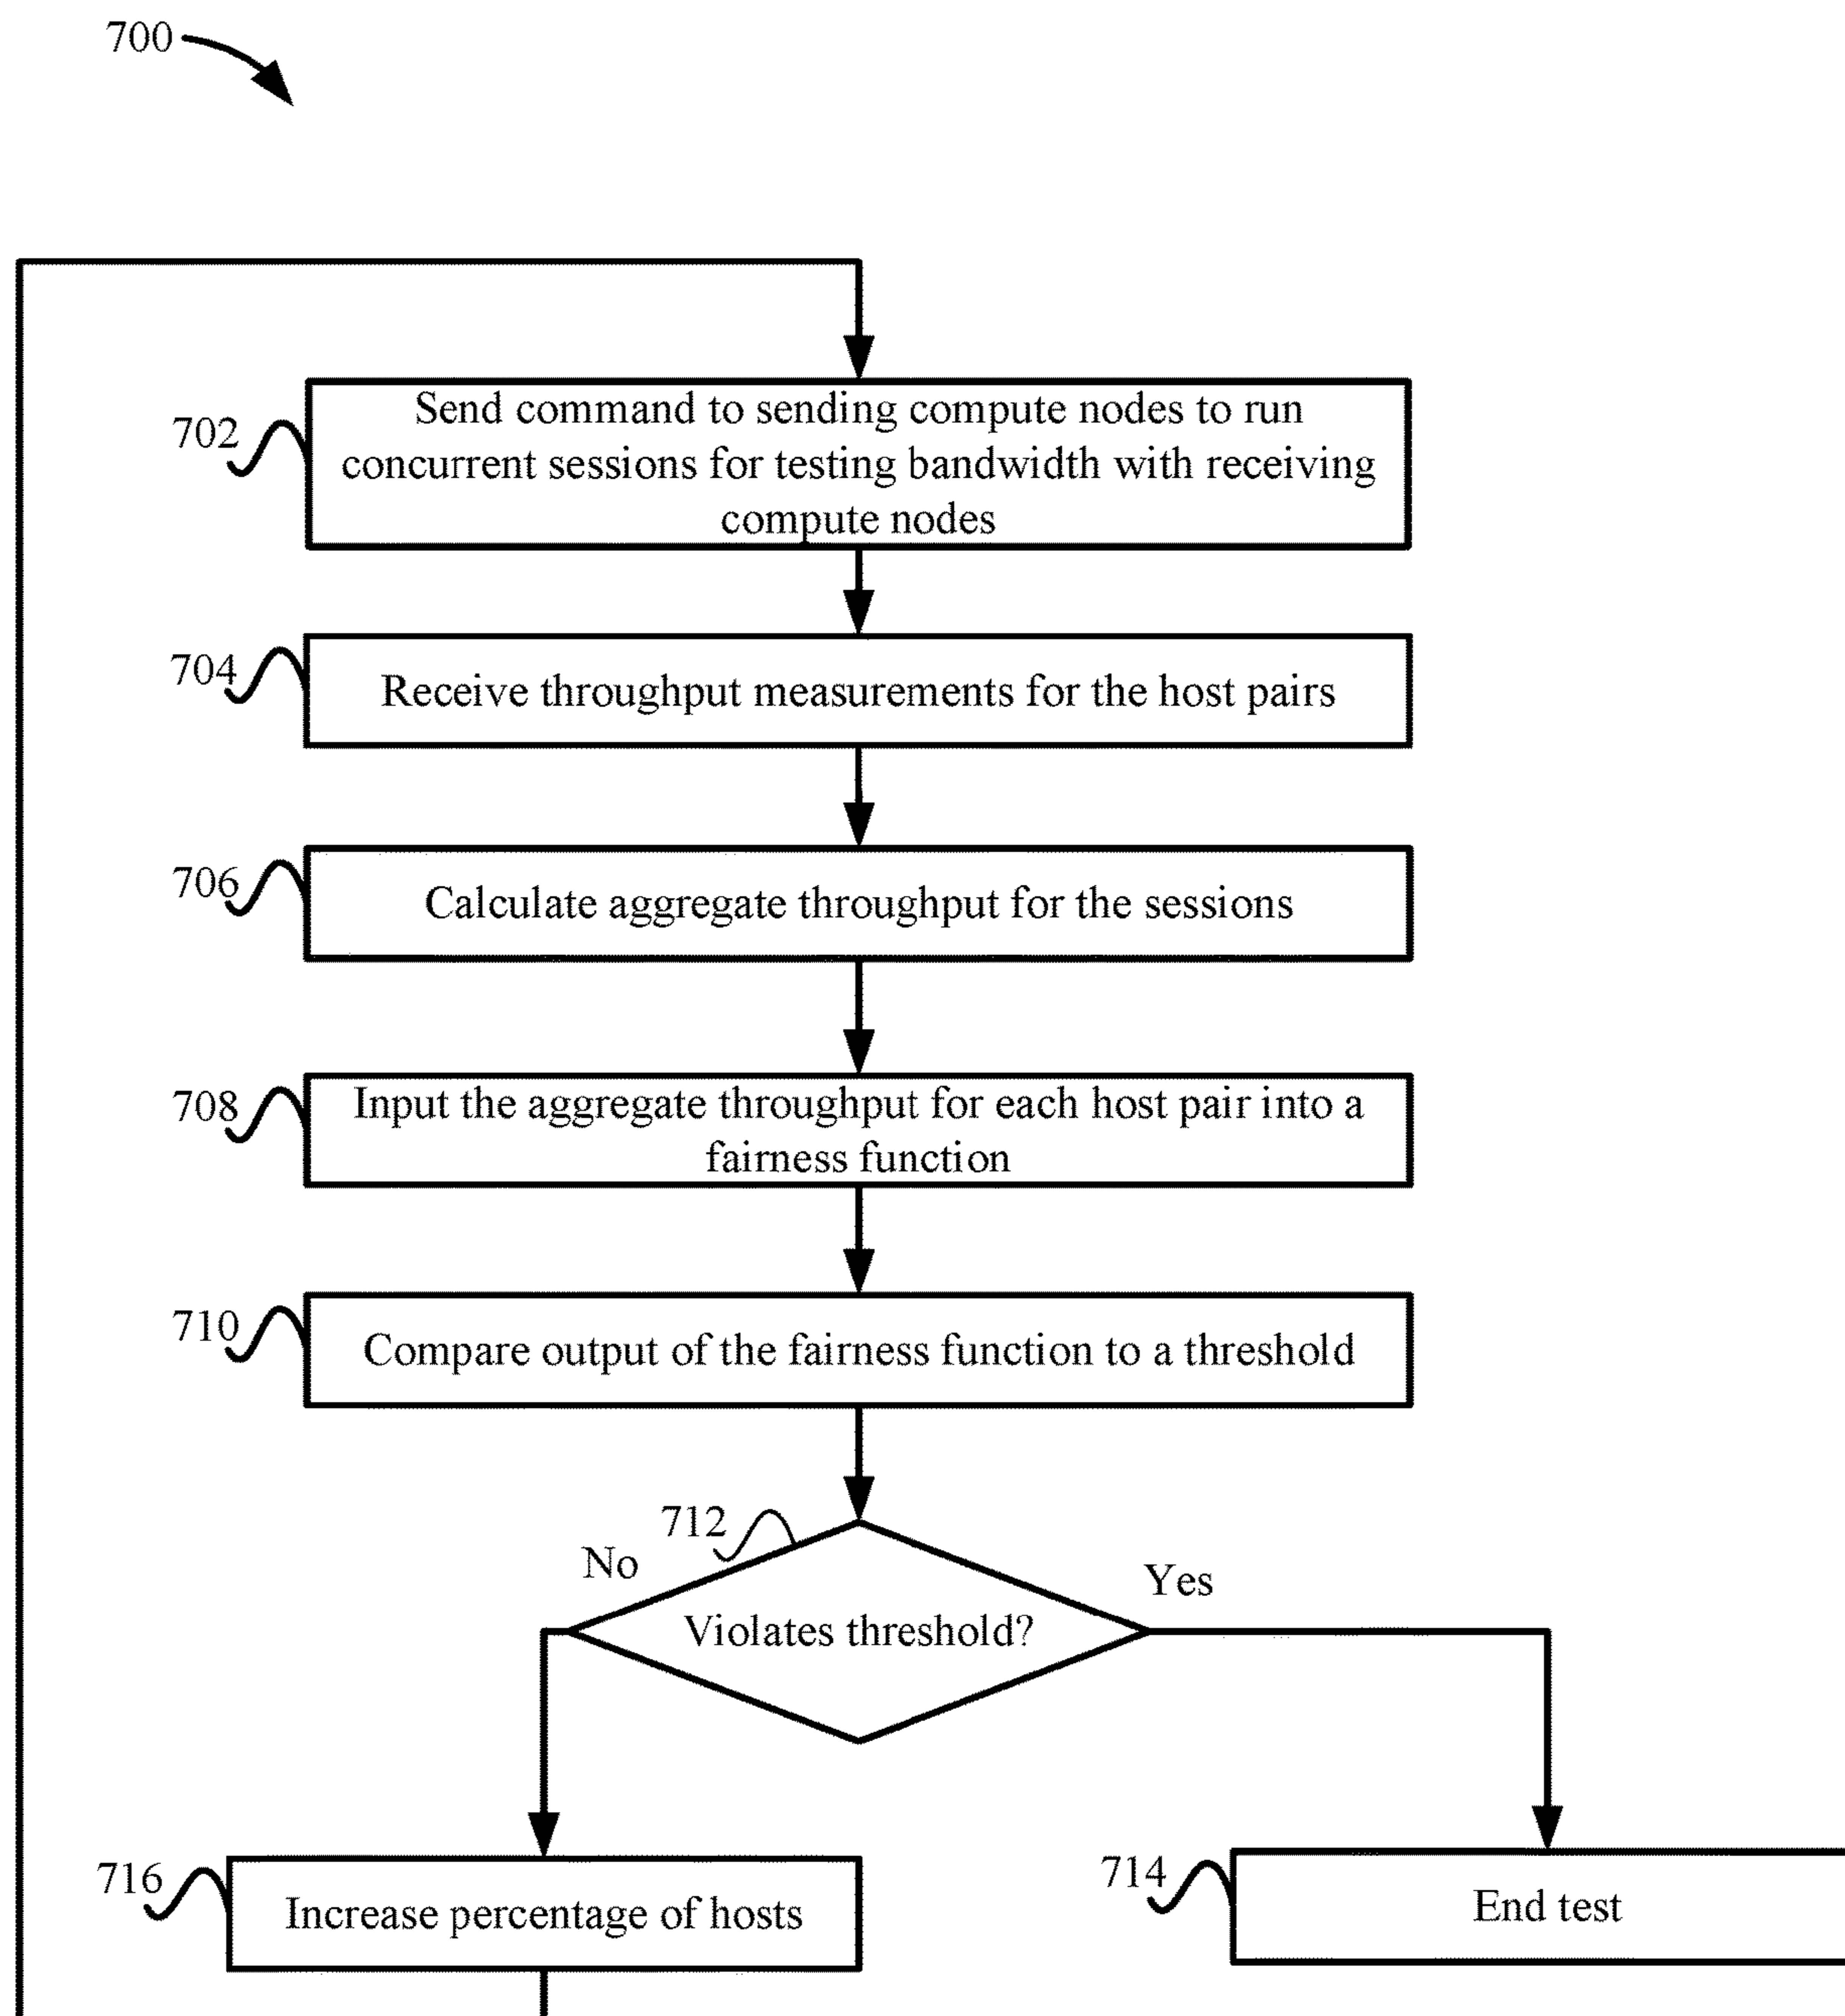 700
702
Send command to sending compute nodes to run
concurrent sessions for testing bandwidth with receiving
compute nodes
704
Receive throughput measurements for the host pairs
706
Calculate aggregate throughput for the sessions
708
Input the aggregate throughput for each host pair into a
fairness function
710
Compare output of the fairness function to a threshold
712
No
Yes
Violates threshold?
716
Increase percentage of hosts
714
End test